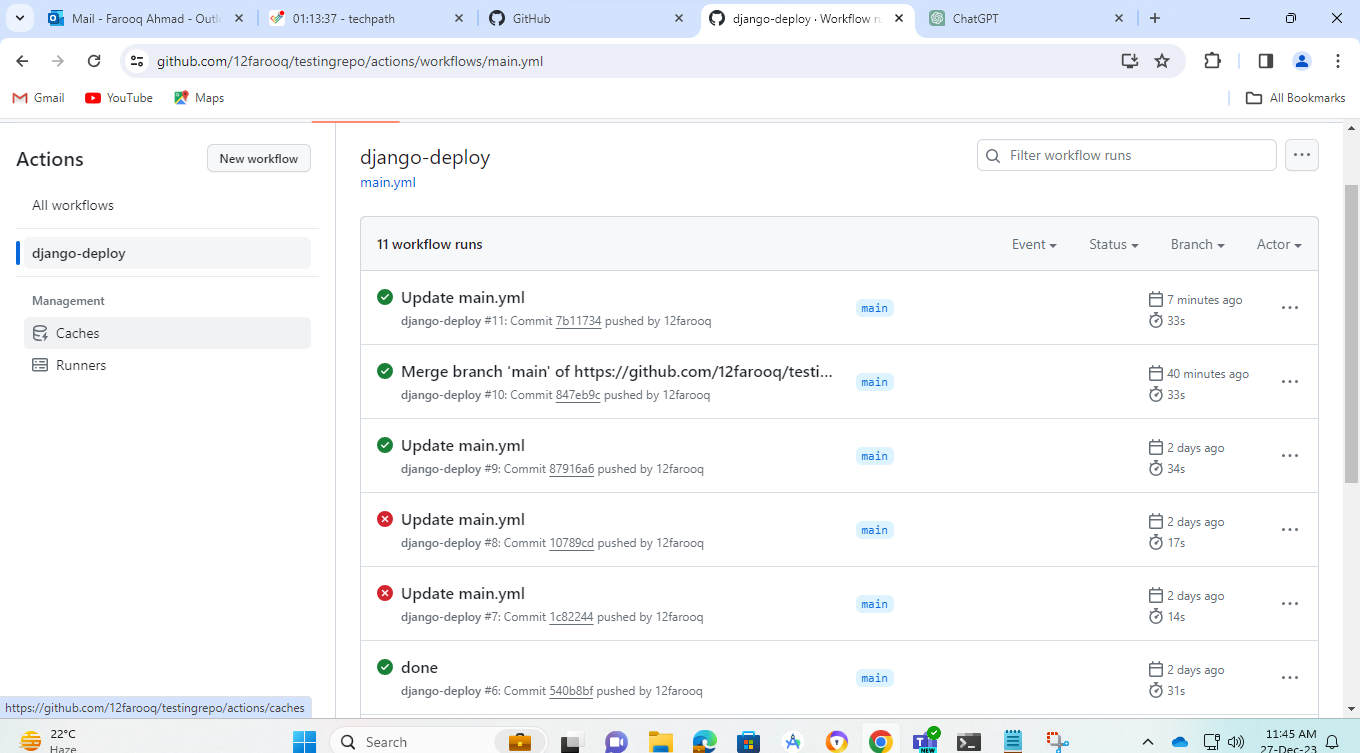 Mail - Farooq Ahmad - Outlo
01:13:37 - techpath
GitHub
django-deploy · Workflow ru
ChatGPT
github.com/12farooq/testingrepo/actions/workflows/main.yml
Gmail
YouTube
Maps
All Bookmarks
Actions
New workflow
All workflows
django-deploy
Management
Caches
Runners
django-deploy
main.yml
Filter workflow runs
11 workflow runs
Event
Status
Branch
Actor
Update main.yml
django-deploy #11: Commit 7b11734 pushed by 12farooq
main
7 minutes ago
33s
Merge branch 'main' of https://github.com/12farooq/testi...
django-deploy #10: Commit 847eb9c pushed by 12farooq
main
40 minutes ago
33s
Update main.yml
django-deploy #9: Commit 87916a6 pushed by 12farooq
main
2 days ago
34s
Update main.yml
django-deploy #8: Commit 10789cd pushed by 12farooq
main
2 days ago
17s
Update main.yml
django-deploy #7: Commit 1c82244 pushed by 12farooq
main
2 days ago
14s
done
django-deploy #6: Commit 540b8bf pushed by 12farooq
main
2 days ago
31s
https://github.com/12farooq/testingrepo/actions/caches
22°C
Haze
Search
NEW
11:45 AM
27-Dec-23